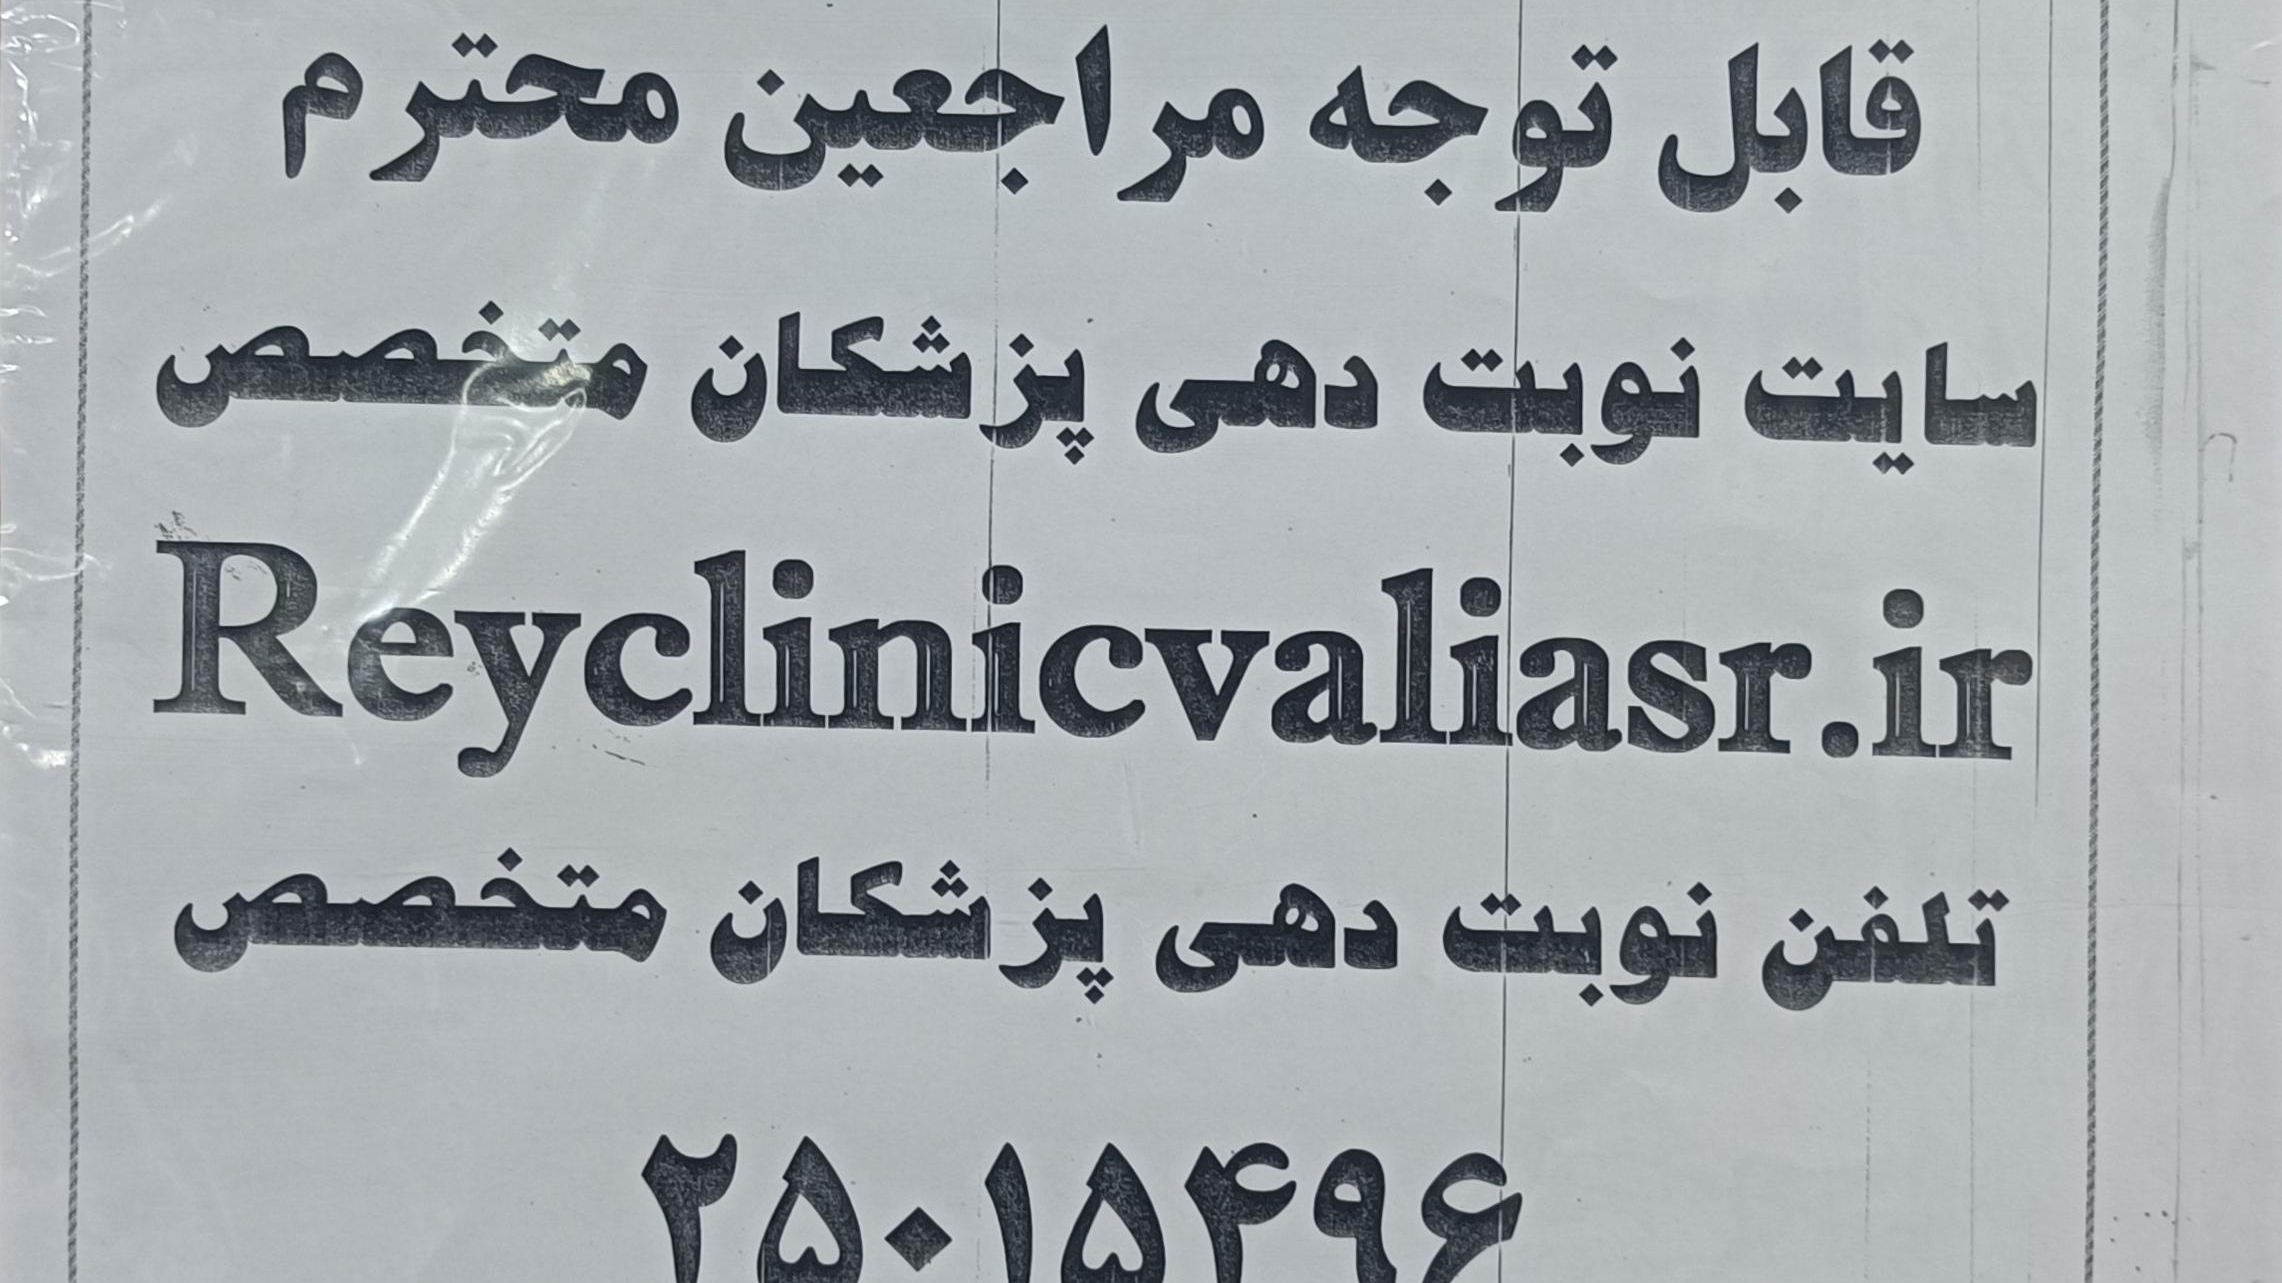 قابل توجه مراجعین محترم
سایت نوبت دهی پزشکان متخصص
Reyclinicvaliasr.ir
تلفن نوبت دهی پزشکان متخصص
۲۵۰۱۵۴۹۶